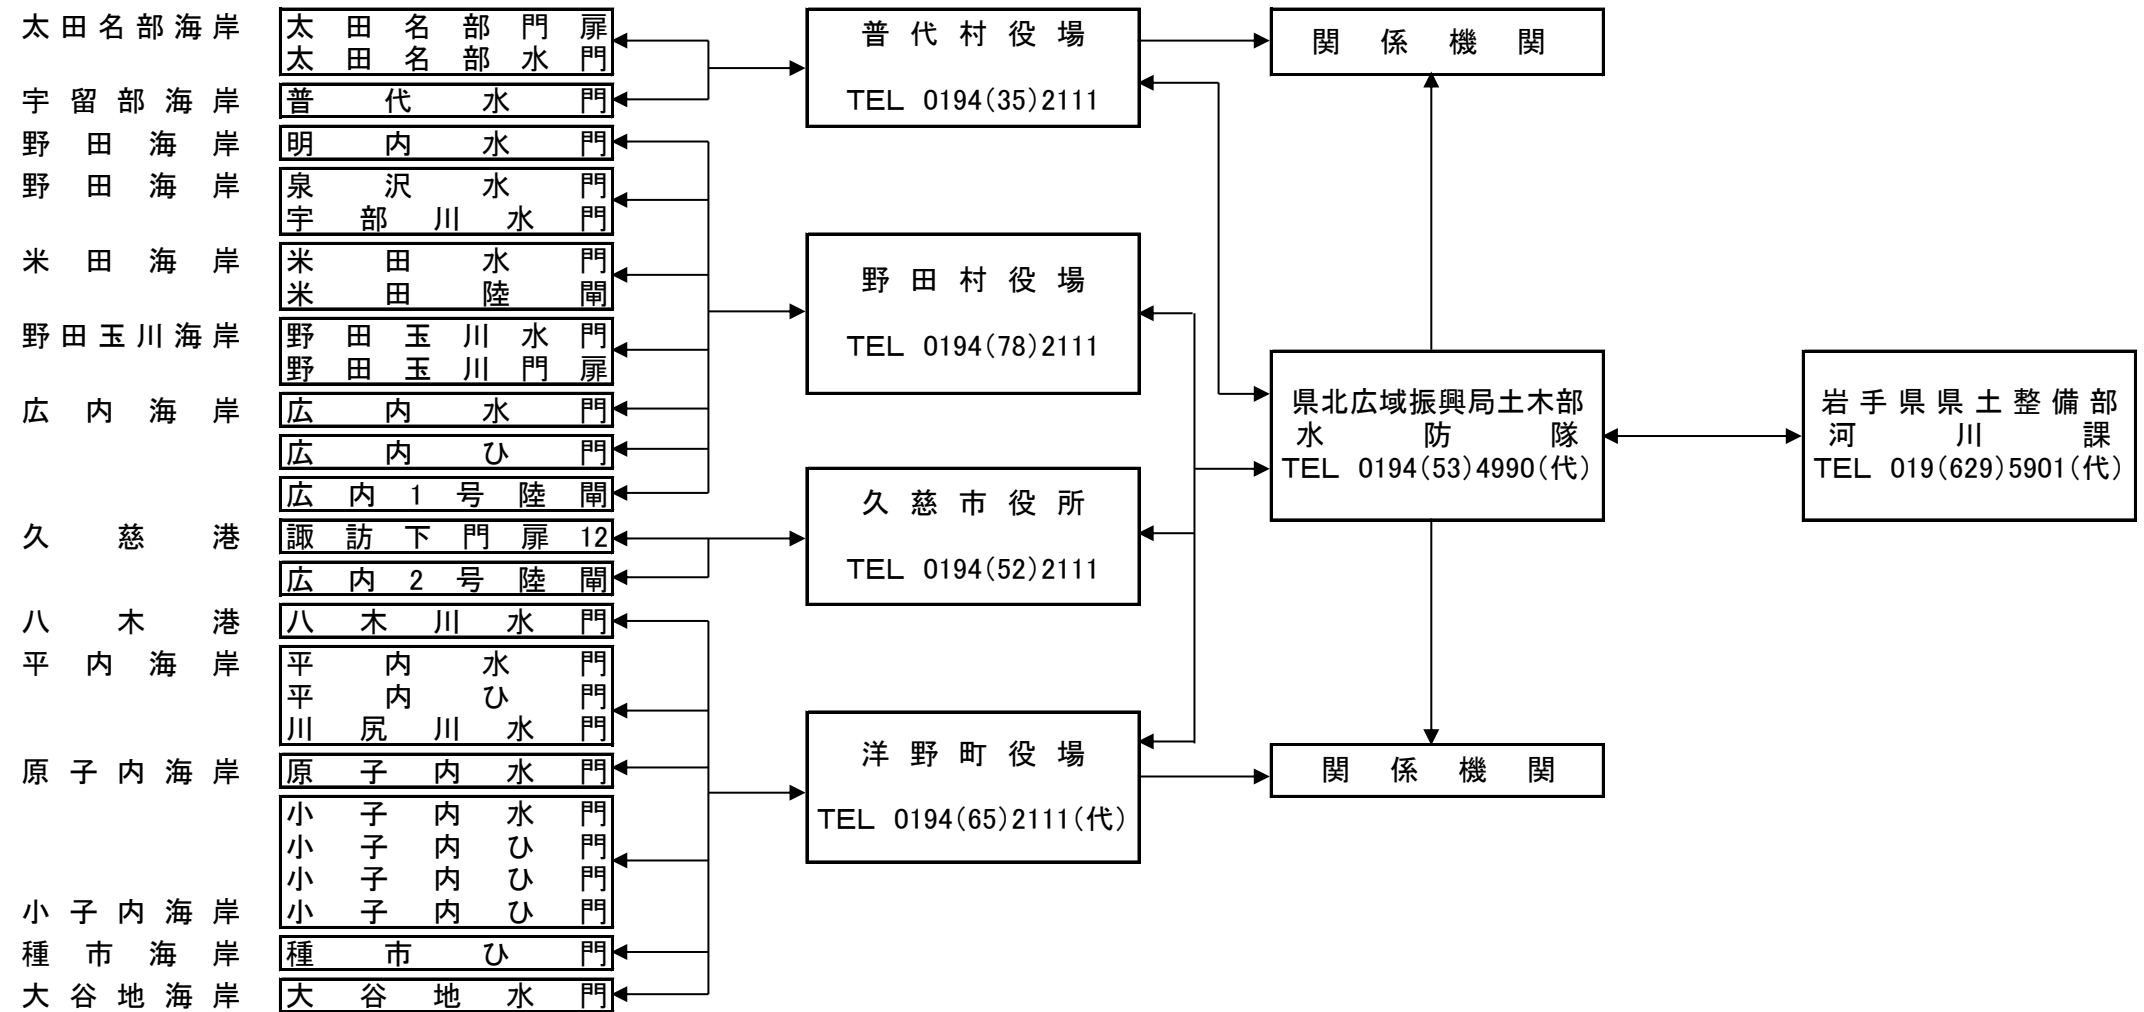 太田名部海岸
太田名部門扉
太田名部水門
宇留部海岸
普代水門
野田海岸
明内水門
野田海岸
泉沢水門
宇部川水門
米田海岸
米田水門
米田陸閘
野田玉川海岸
野田玉川水門
野田玉川門扉
広内海岸
広内水門
広内ひ門
広内1号陸閘
久慈港
諏訪下門扉12
広内2号陸閘
八木港
八木川水門
平内海岸
平内水門
平内ひ門
川尻川水門
原子内海岸
原子内水門
小子内水門
小子内ひ門
小子内ひ門
小子内海岸
小子内ひ門
種市海岸
種市ひ門
大谷地海岸
大谷地水門
普代村役場
TEL 0194(35)2111
野田村役場
TEL 0194(78)2111
久慈市役所
TEL 0194(52)2111
洋野町役場
TEL 0194(65)2111(代)
関係機関
県北広域振興局土木部
水防隊
TEL 0194(53)4990(代)
関係機関
岩手県県土整備部
河川課
TEL 019(629)5901(代)